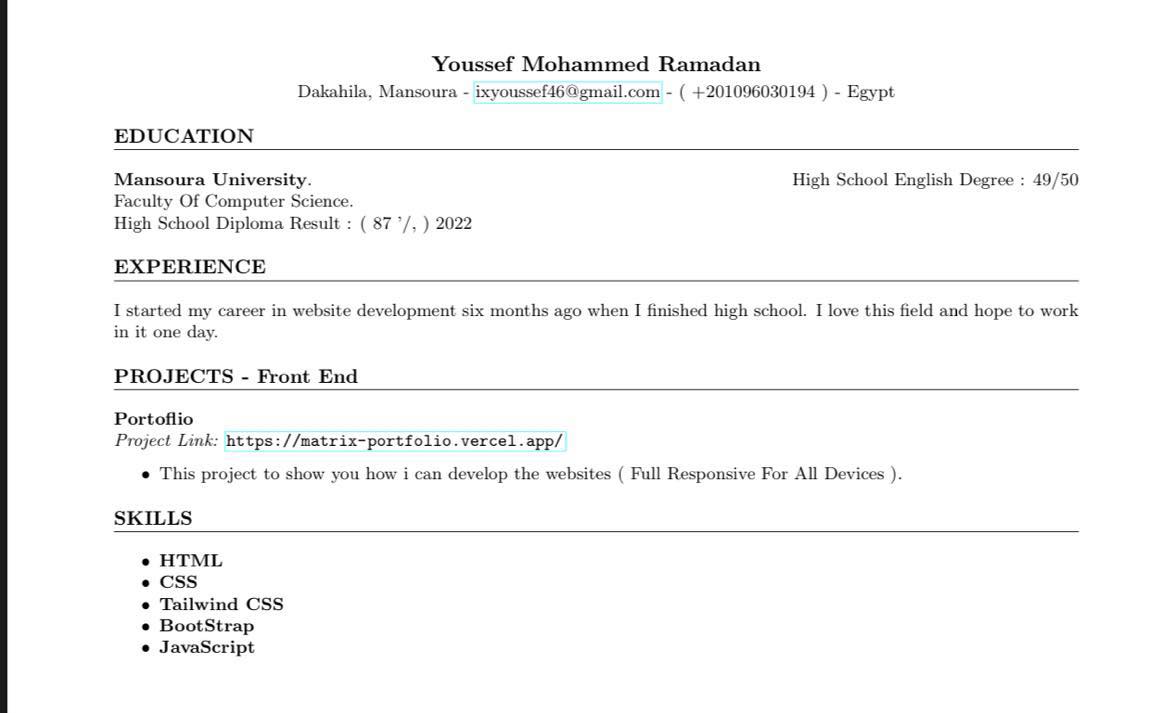 Youssef Mohammed Ramadan
Dakahila, Mansoura - ixyoussef46@gmail.com - ( +201096030194 ) - Egypt
EDUCATION
Mansoura University. High School English Degree : 49/50
Faculty Of Computer Science.
High School Diploma Result : ( 87 '/, ) 2022
EXPERIENCE
I started my career in website development six months ago when I finished high school. I love this field and hope to work
in it one day.
PROJECTS - Front End
Portoflio
Project Link: https://matrix-portfolio.vercel.app/
• This project to show you how i can develop the websites ( Full Responsive For All Devices ).
SKILLS
• HTML
• CSS
• Tailwind CSS
• BootStrap
• JavaScript